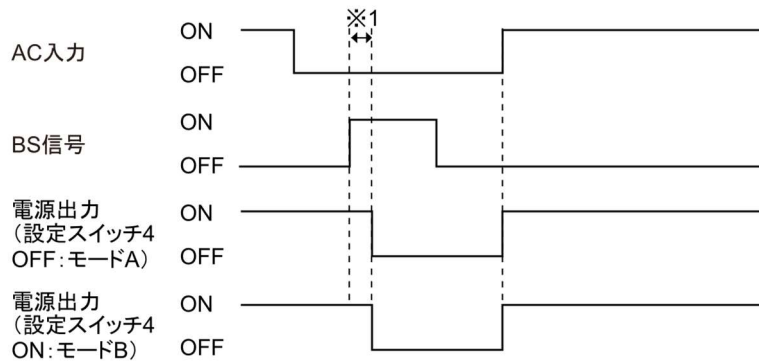 ※1
AC入力
ON
OFF
BS信号
ON
OFF
電源出力
（設定スイッチ4
OFF：モードA）
ON
OFF
電源出力
（設定スイッチ4
ON：モードB）
ON
OFF